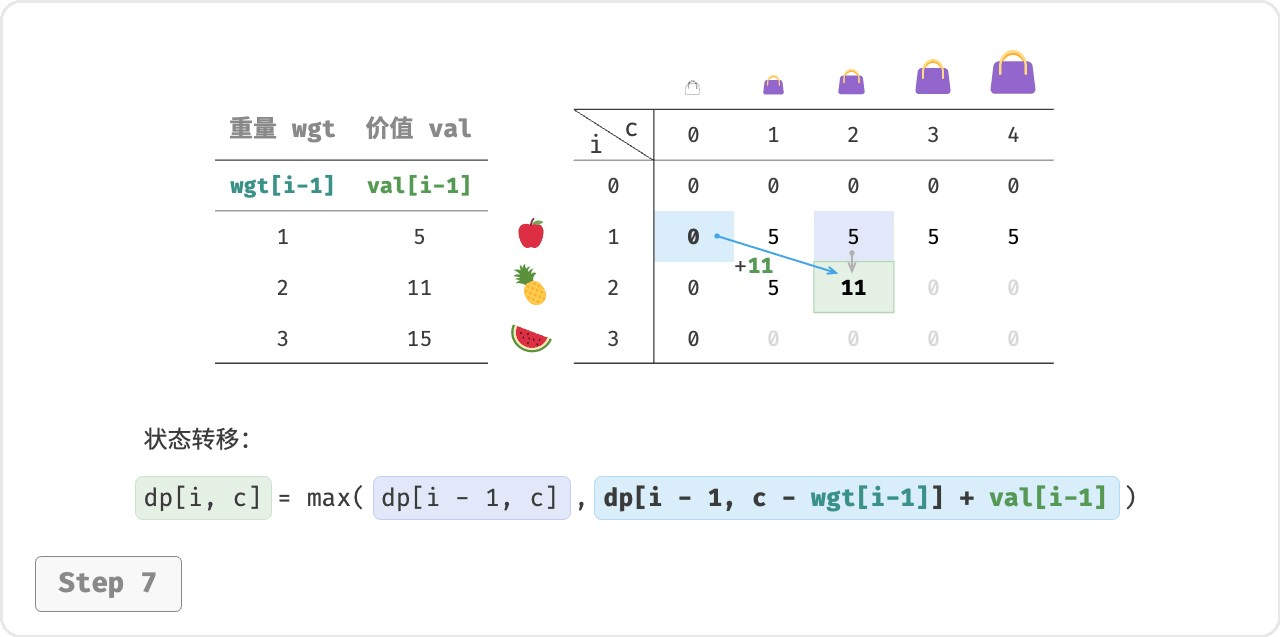 重量 wgt 价值 val
wgt[i-1] val[i-1]
1 5
2 11
3 15
i c 0 1 2 3 4
0 0 0 0 0 0
1 0 5 5 5 5
+11
2 0 5 11 0 0
3 0 0 0 0 0
状态转移：
dp[i, c] = max( dp[i - 1, c] , dp[i - 1, c - wgt[i-1]] + val[i-1] )
Step 7